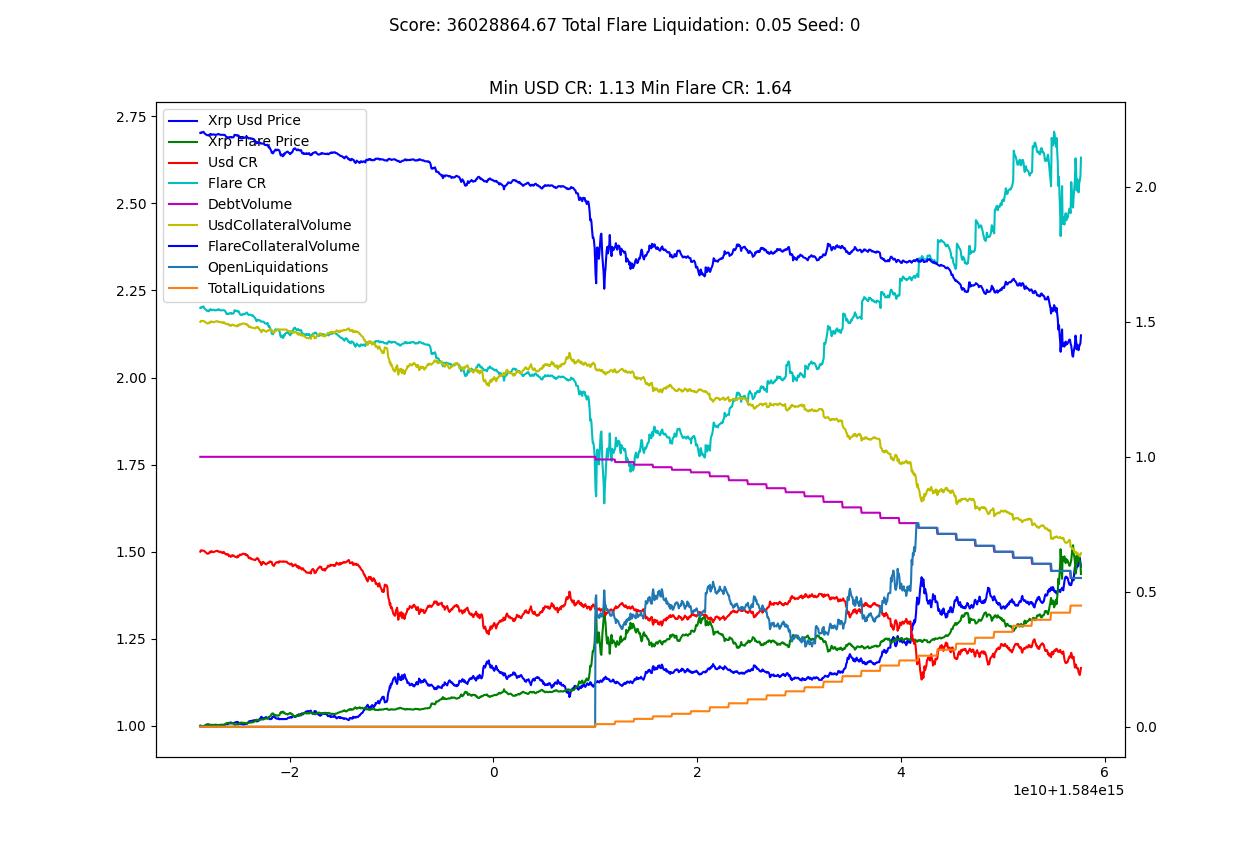 Score: 36028864.67 Total Flare Liquidation: 0.05 Seed: 0
Min USD CR: 1.13 Min Flare CR: 1.64
Xrp Usd Price
Xrp Flare Price
Usd CR
Flare CR
DebtVolume
UsdCollateralVolume
FlareCollateralVolume
OpenLiquidations
TotalLiquidations
2.75
2.50
2.25
2.00
1.75
1.50
1.25
1.00
2.0
1.5
1.0
0.5
0.0
−2
0
2
4
6
1e10+1.584e15